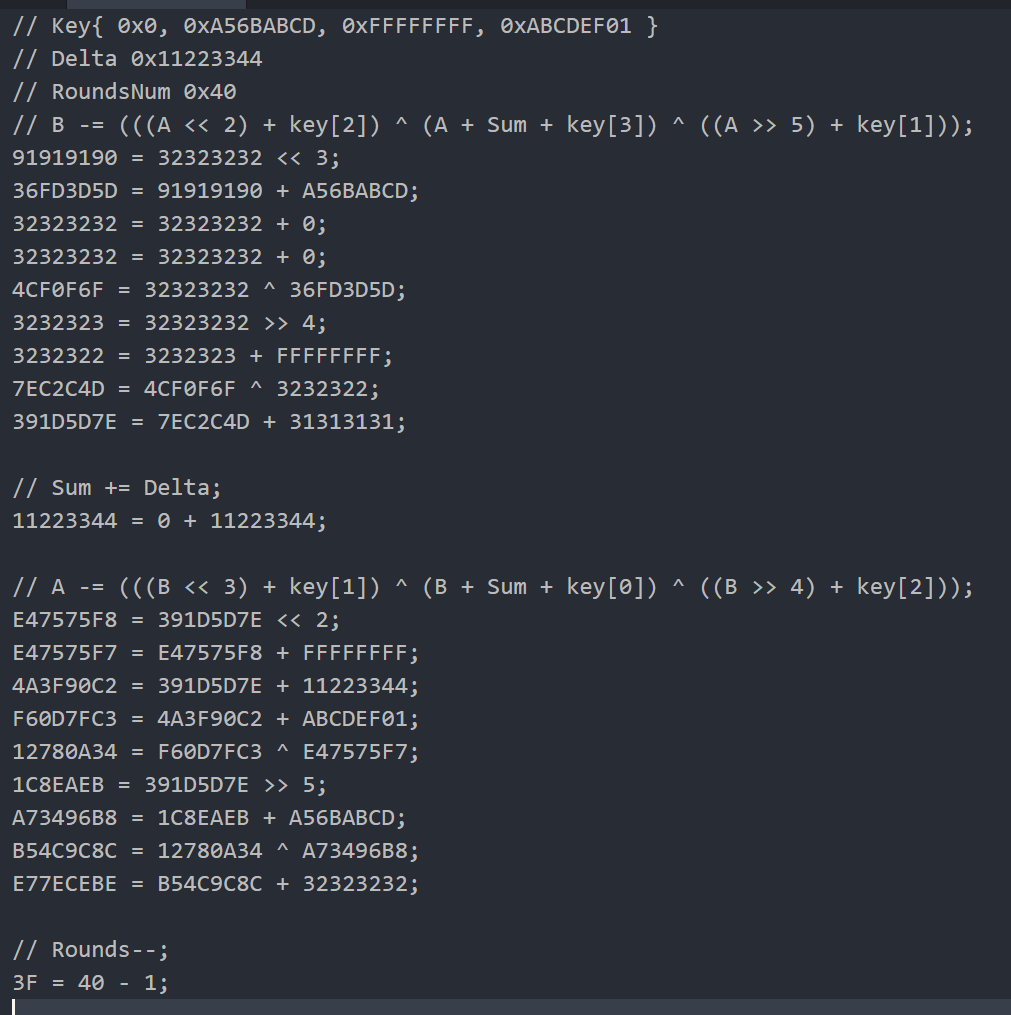 // Key{ 0x0, 0xA56BABCD, 0xFFFFFFFF, 0xABCDEF01 }
// Delta 0x11223344
// RoundsNum 0x40
// B -= (((A << 2) + key[2]) ^ (A + Sum + key[3]) ^ ((A >> 5) + key[1]));
91919190 = 32323232 << 3;
36FD3D5D = 91919190 + A56BABCD;
32323232 = 32323232 + 0;
32323232 = 32323232 + 0;
4CF0F6F = 32323232 ^ 36FD3D5D;
3232323 = 32323232 >> 4;
3232322 = 3232323 + FFFFFFFF;
7EC2C4D = 4CF0F6F ^ 3232322;
391D5D7E = 7EC2C4D + 31313131;
// Sum += Delta;
11223344 = 0 + 11223344;
// A -= (((B << 3) + key[1]) ^ (B + Sum + key[0]) ^ ((B >> 4) + key[2]));
E47575F8 = 391D5D7E << 2;
E47575F7 = E47575F8 + FFFFFFFF;
4A3F90C2 = 391D5D7E + 11223344;
F60D7FC3 = 4A3F90C2 + ABCDEF01;
12780A34 = F60D7FC3 ^ E47575F7;
1C8EAEB = 391D5D7E >> 5;
A73496B8 = 1C8EAEB + A56BABCD;
B54C9C8C = 12780A34 ^ A73496B8;
E77ECEBE = B54C9C8C + 32323232;
// Rounds--;
3F = 40 - 1;